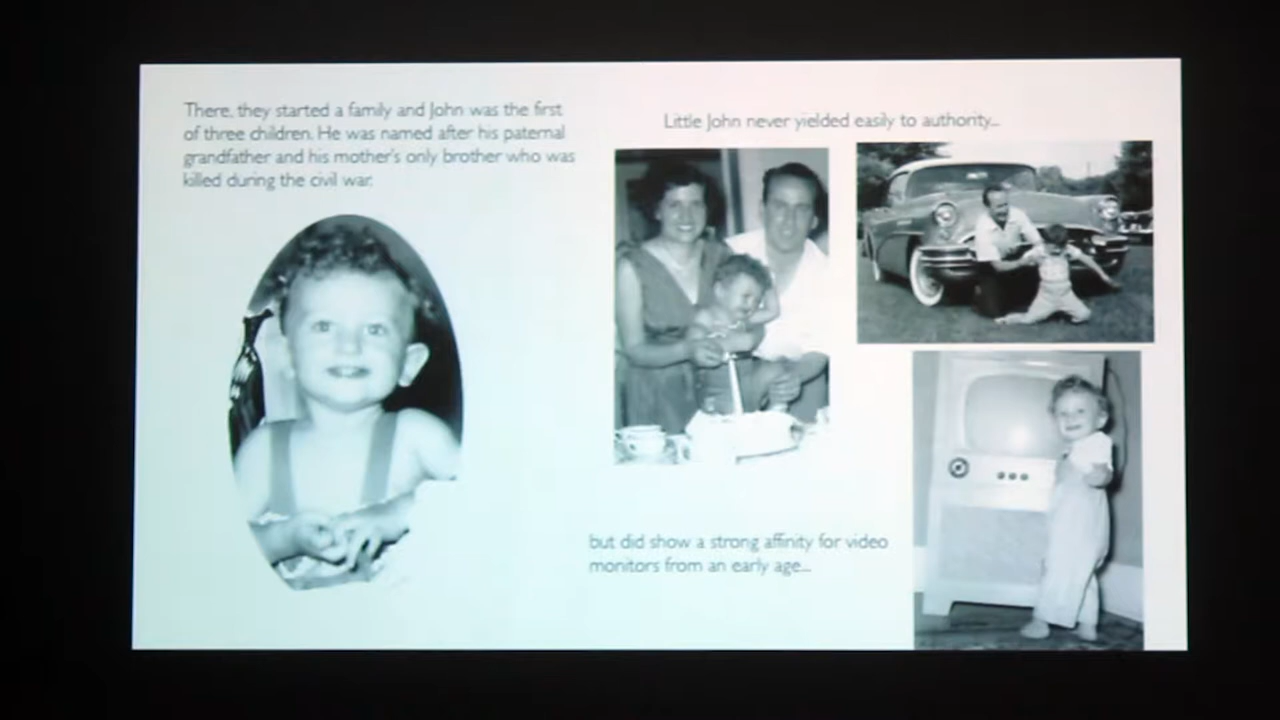 There, they started a family and John was the first
of three children. He was named after his paternal
grandfather and his mother's only brother who was
killed during the civil war.
Little John never yielded easily to authority...
but did show a strong affinity for video
monitors from an early age...